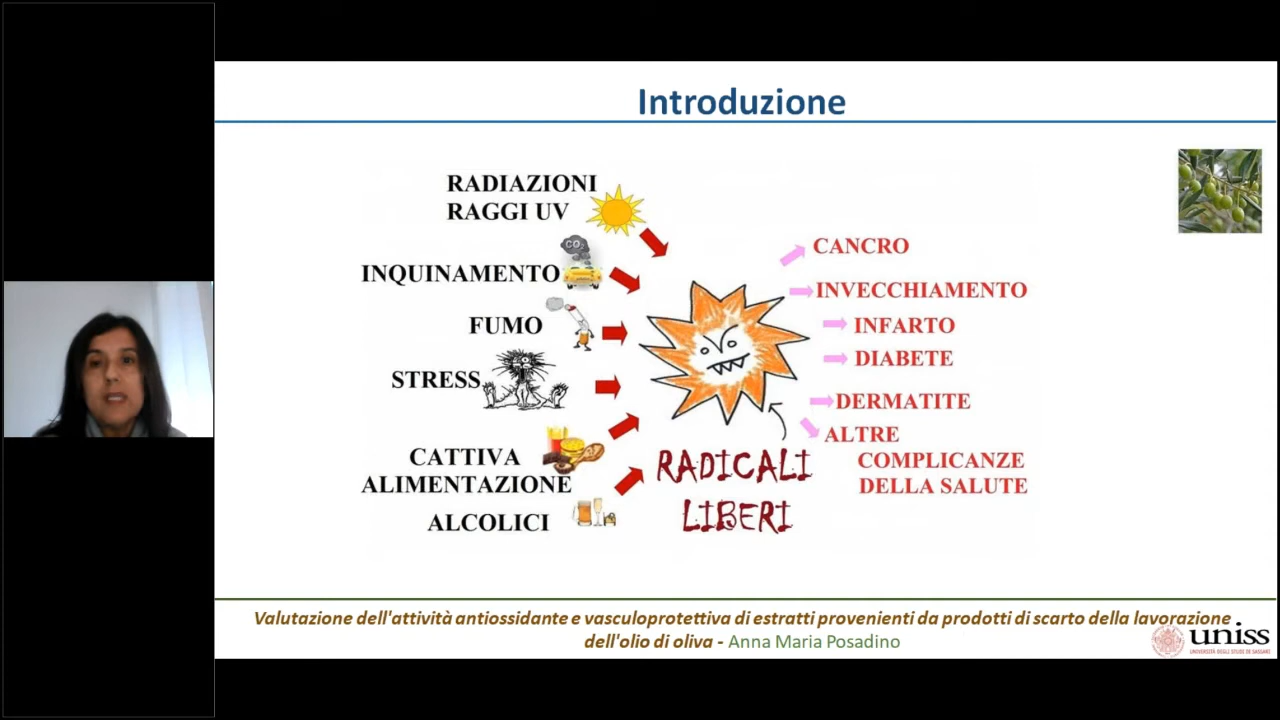 Introduzione
RADIAZIONI
RAGGI UV
CO2
INQUINAMENTO
FUMO
STRESS
CATTIVA
ALIMENTAZIONE
ALCOLICI
RADICALI
LIBERI
CANCRO
INVECCHIAMENTO
INFARTO
DIABETE
DERMATITE
ALTRE
COMPLICANZE
DELLA SALUTE
Valutazione dell'attività antiossidante e vasculoprotettiva di estratti provenienti da prodotti di scarto della lavorazione
dell'olio di oliva - Anna Maria Posadino
uniss
UNIVERSITÀ DEGLI STUDI DI SASSARI